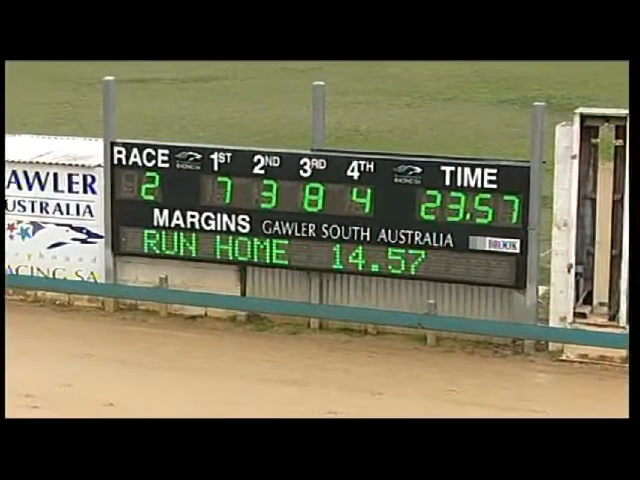 RACE 1ST 2ND 3RD 4TH TIME
2 7 3 8 4 23.57
MARGINS GAWLER SOUTH AUSTRALIA
RUN HOME 14.57
AWLER
AUSTRALIA
CING SA